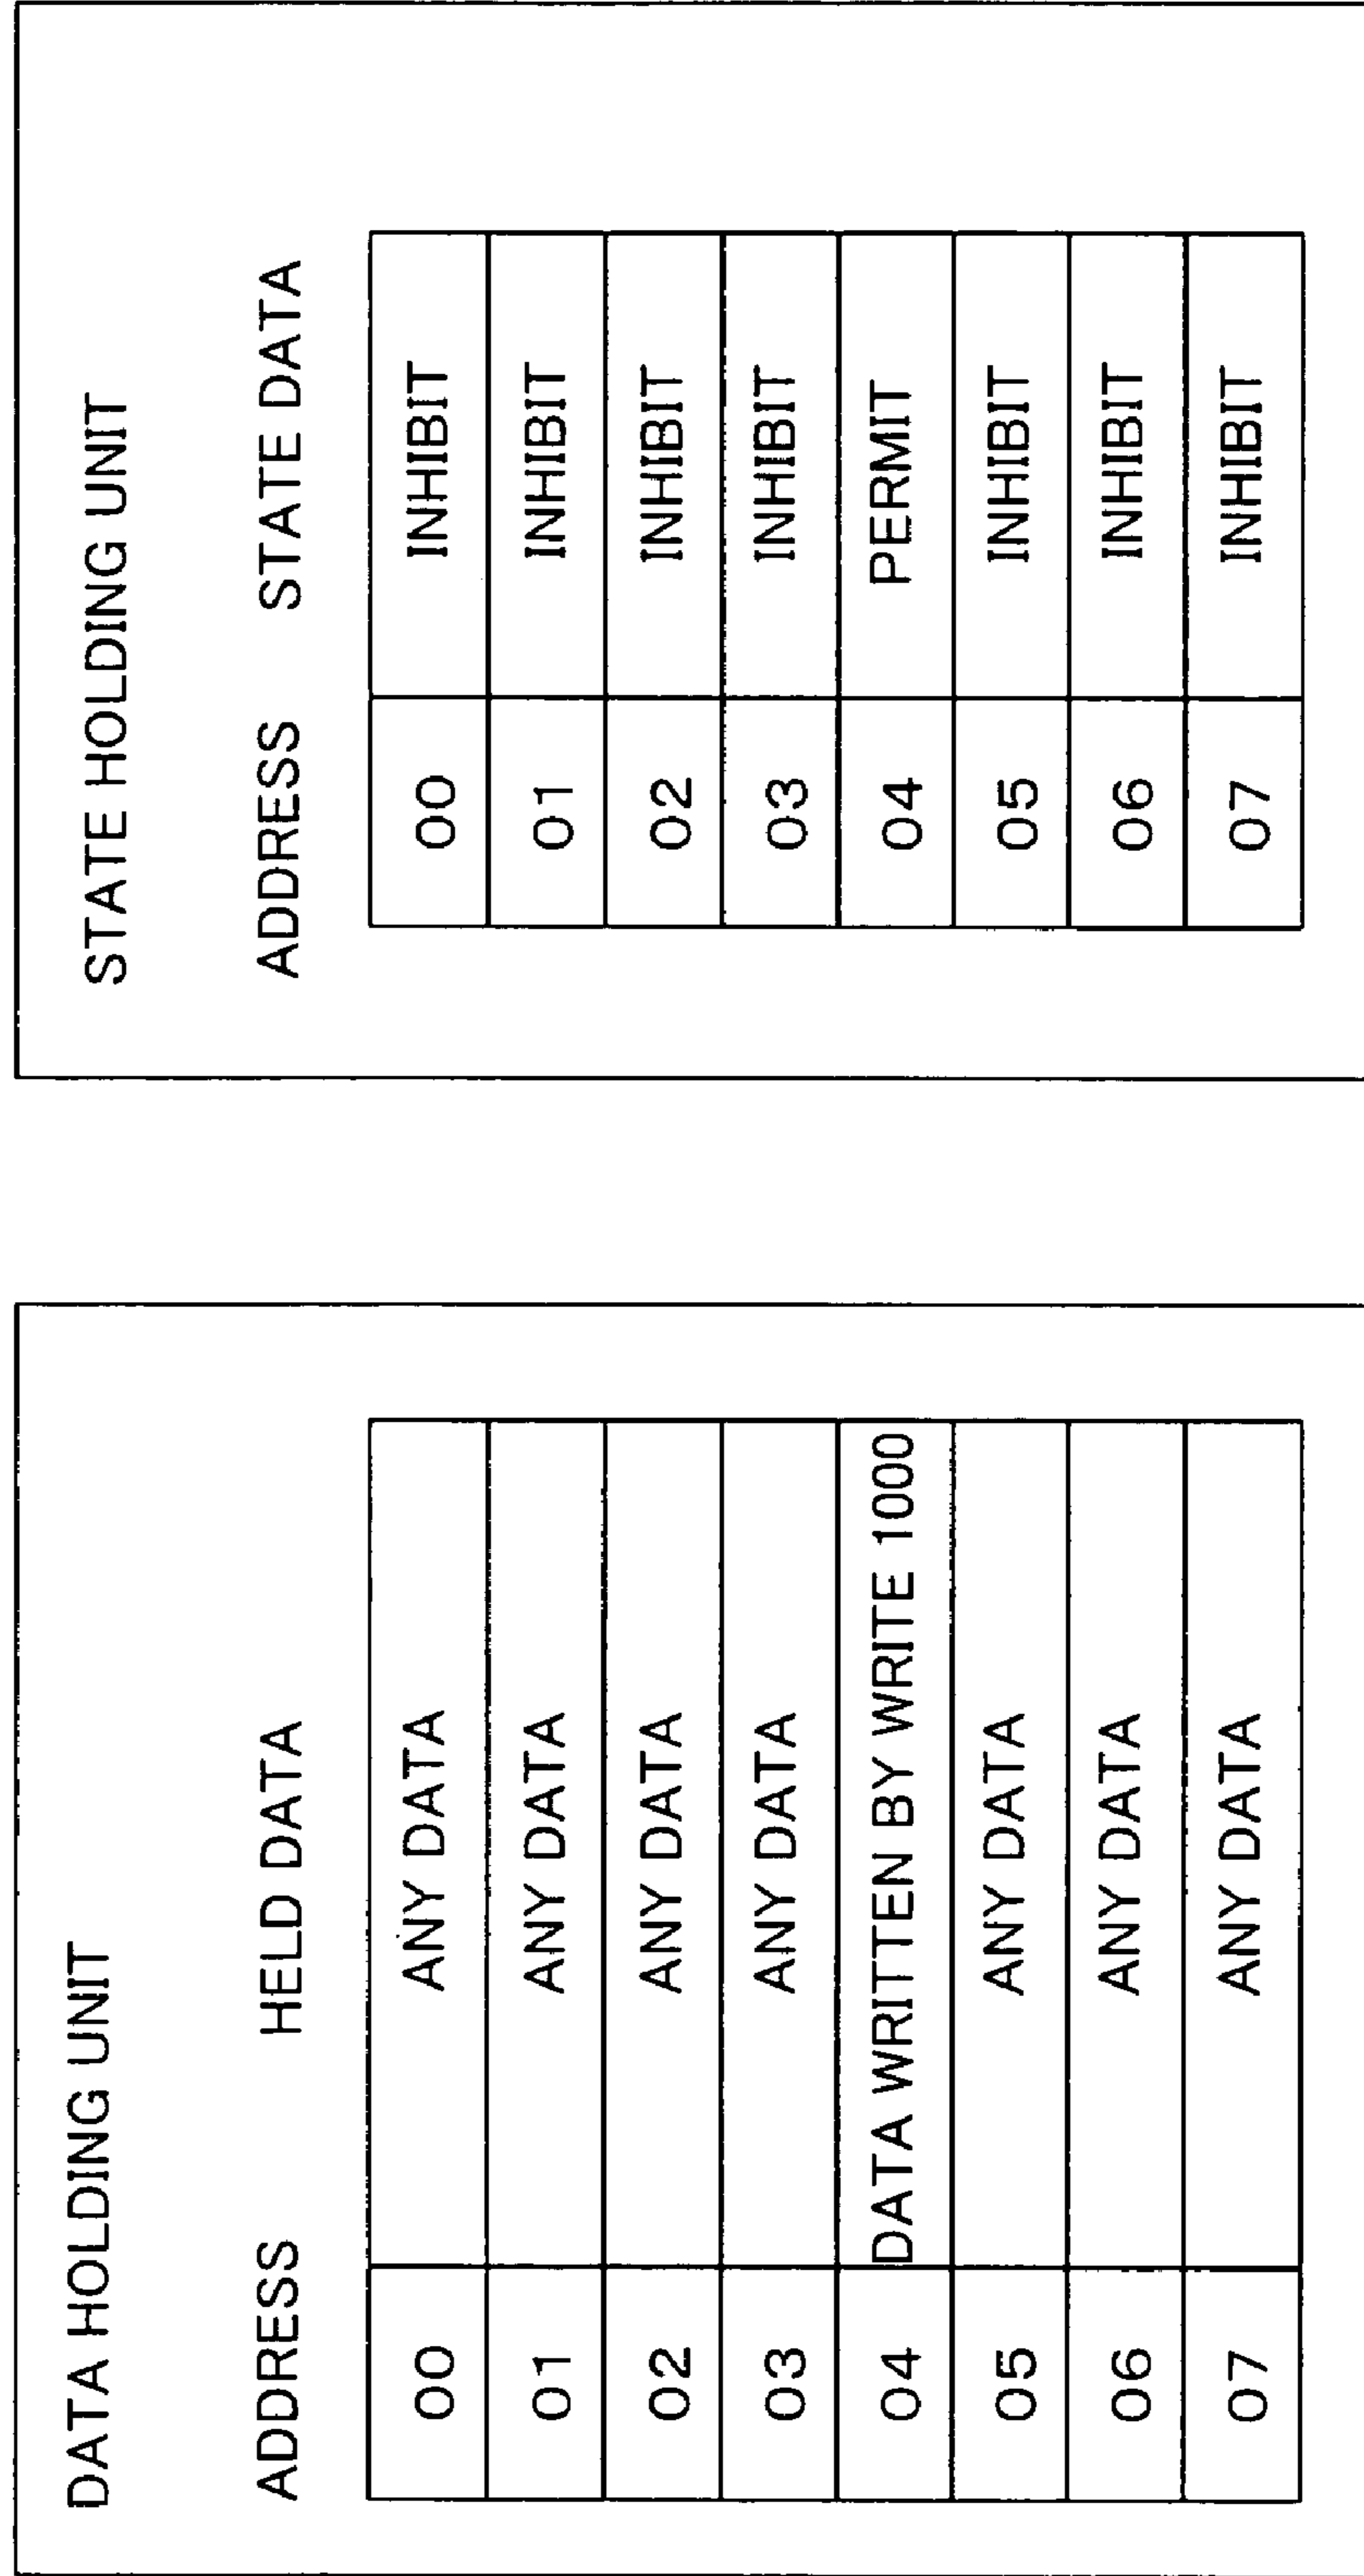 DATA HOLDING UNIT
ADDRESS HELD DATA
00 ANY DATA
01 ANY DATA
02 ANY DATA
03 ANY DATA
04 DATA WRITTEN BY WRITE 1000
05 ANY DATA
06 ANY DATA
07 ANY DATA
STATE HOLDING UNIT
ADDRESS STATE DATA
00 INHIBIT
01 INHIBIT
02 INHIBIT
03 INHIBIT
04 PERMIT
05 INHIBIT
06 INHIBIT
07 INHIBIT